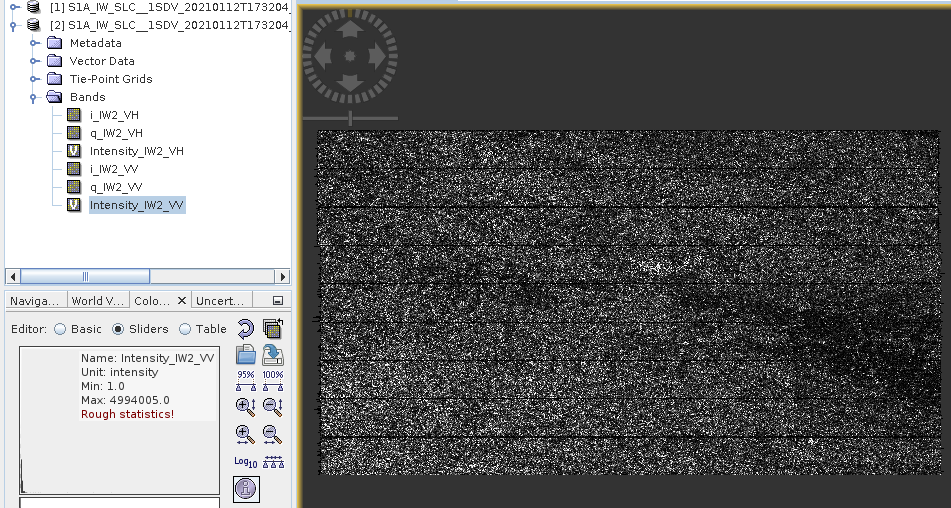 [1] S1A_IW_SLC__1SDV_20210112T173204_
[2] S1A_IW_SLC__1SDV_20210112T173204_
Metadata
Vector Data
Tie-Point Grids
Bands
i_IW2_VH
q_IW2_VH
Intensity_IW2_VH
i_IW2_VV
q_IW2_VV
Intensity_IW2_VV
Naviga... World V... Colo... Uncert...
Editor: Basic Sliders Table
Name: Intensity_IW2_VV
Unit: intensity
Min: 1.0
Max: 4994005.0
Rough statistics!
95% 100%
Log10